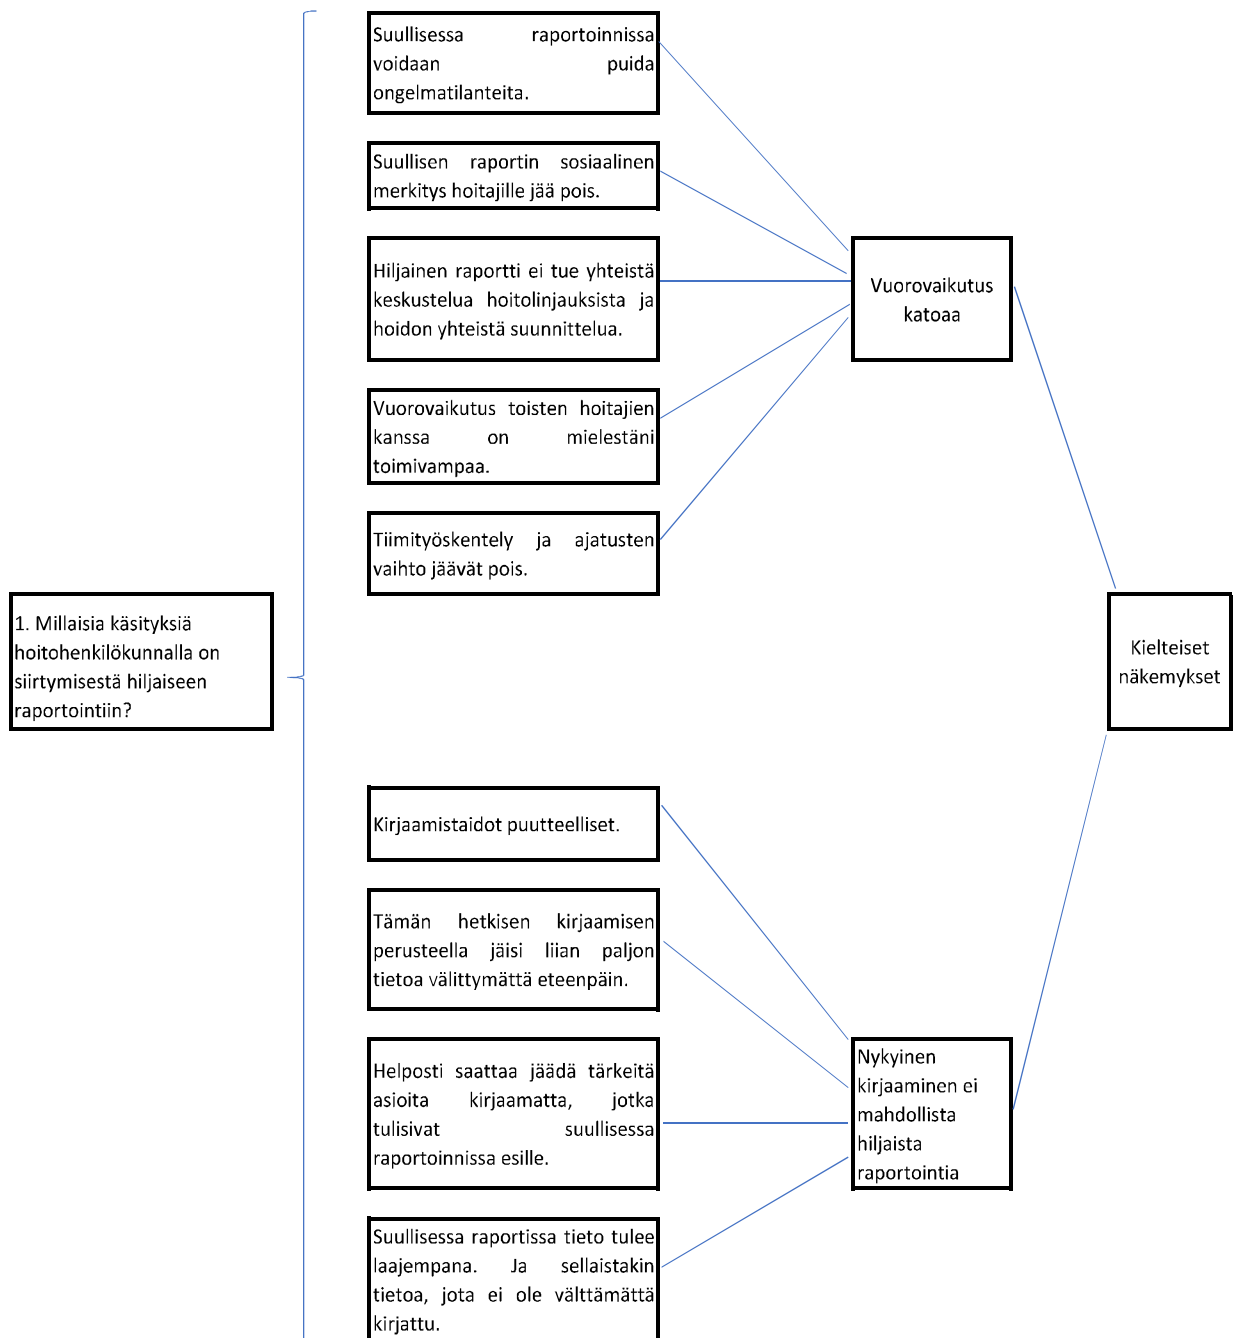 Suullisessa raportoinnissa
voidaan puida
ongelmatilanteita.
Suullisen raportin sosiaalinen
merkitys hoitajille jää pois.
Hiljainen raportti ei tue yhteistä
keskustelua hoitolinjauksista ja
hoidon yhteistä suunnittelua.
Vuorovaikutus
katoaa
Vuorovaikutus toisten hoitajien
kanssa on mielestäni
toimivampaa.
Tiimityöskentely ja ajatusten
vaihto jäävät pois.
1. Millaisia käsityksiä
hoitohenkilökunnalla on
siirtymisestä hiljaiseen
raportointiin?
Kielteiset
näkemykset
Kirjaamistaidot puutteelliset.
Tämän hetkisen kirjaamisen
perusteella jäisi liian paljon
tietoa välittymättä eteenpäin.
Helposti saattaa jäädä tärkeitä
asioita kirjaamatta, jotka
tulisivat suullisessa
raportoinnissa esille.
Nykyinen
kirjaaminen ei
mahdollista
hiljaista
raportointia
Suullisessa raportissa tieto tulee
laajempana. Ja sellaistakin
tietoa, jota ei ole välttämättä
kirjattu.